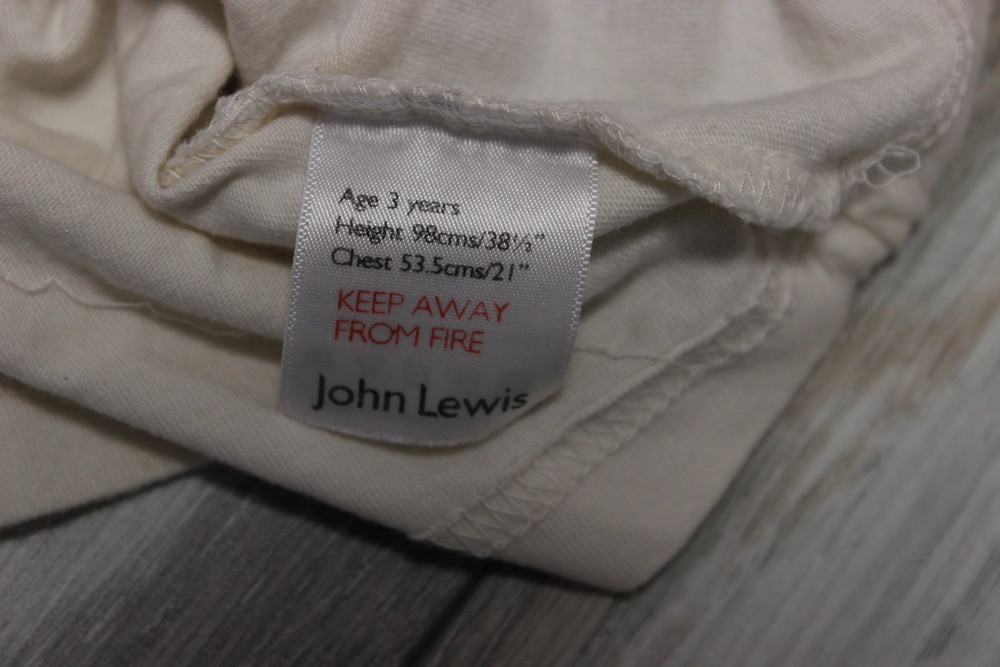 Age 3 years
Height 98cms/38½"
Chest 53.5cms/21"
KEEP AWAY
FROM FIRE
John Lewis